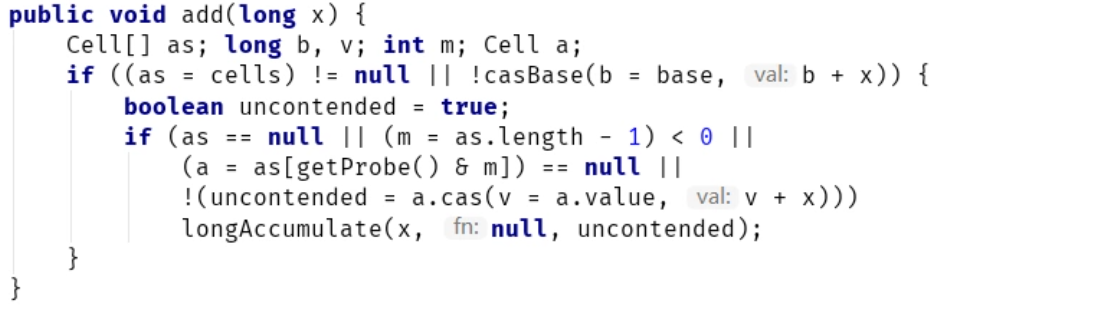 public void add(long x) {
    Cell[] as; long b, v; int m; Cell a;
    if ((as = cells) != null || !casBase(b = base, val: b + x)) {
        boolean uncontended = true;
        if (as == null || (m = as.length - 1) < 0 ||
            (a = as[getProbe() & m]) == null ||
            !(uncontended = a.cas(v = a.value, val: v + x)))
            longAccumulate(x, fn: null, uncontended);
    }
}